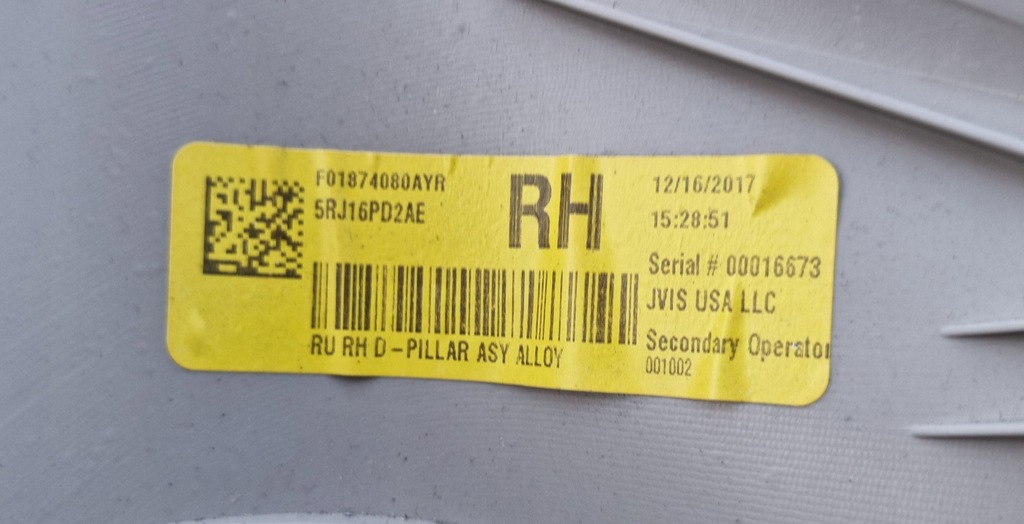 F01874080AYR
5RJ16PD2AE
RH
RU RH D-PILLAR ASY ALLOY
12/16/2017
15:28:51
Serial # 00016673
JVIS USA LLC
Secondary Operator
001002